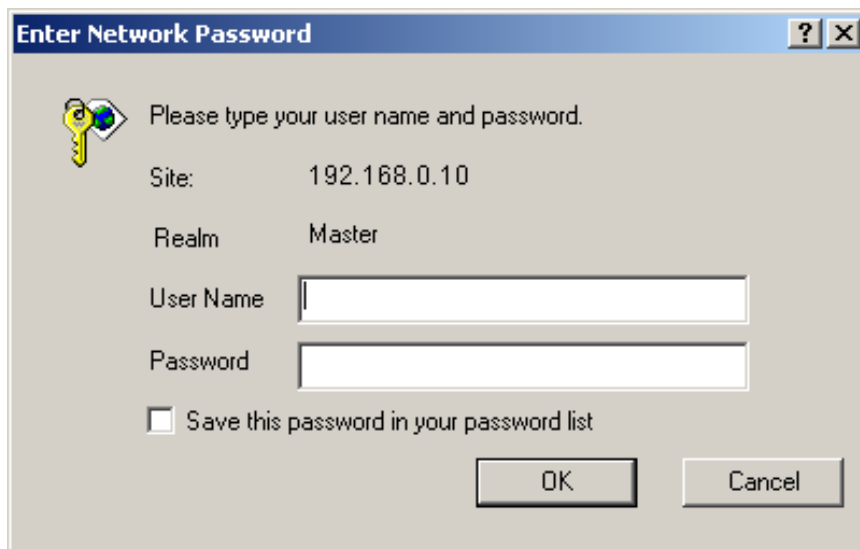 Enter Network Password
Please type your user name and password.
Site: 192.168.0.10
Realm Master
User Name
Password
Save this password in your password list
OK Cancel